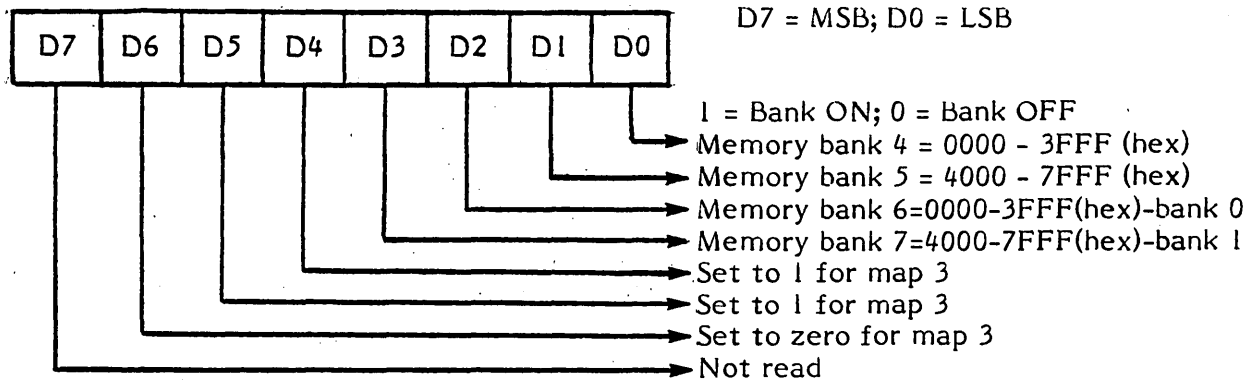 D7 = MSB; D0 = LSB
D7 D6 D5 D4 D3 D2 D1 D0
1 = Bank ON; 0 = Bank OFF
Memory bank 4 = 0000 - 3FFF (hex)
Memory bank 5 = 4000 - 7FFF (hex)
Memory bank 6=0000-3FFF(hex)-bank 0
Memory bank 7=4000-7FFF(hex)-bank 1
Set to 1 for map 3
Set to 1 for map 3
Set to zero for map 3
Not read